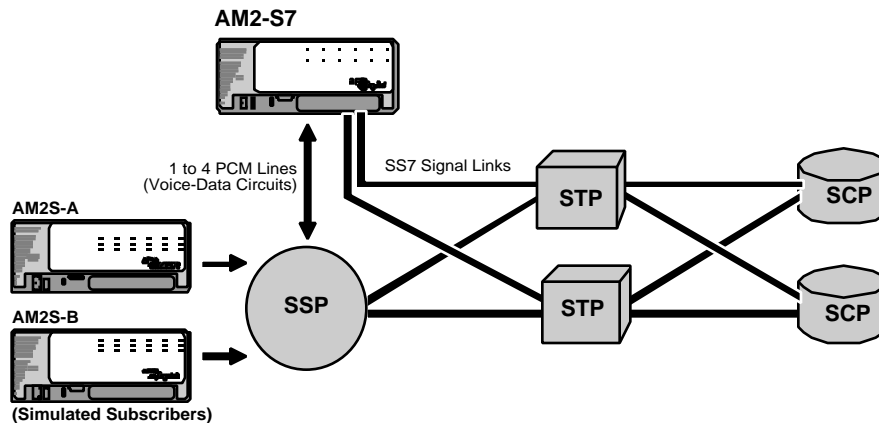 AM2-S7
1 to 4 PCM Lines
(Voice-Data Circuits)
SS7 Signal Links
STP
SCP
AM2S-A
SSP
STP
SCP
AM2S-B
(Simulated Subscribers)